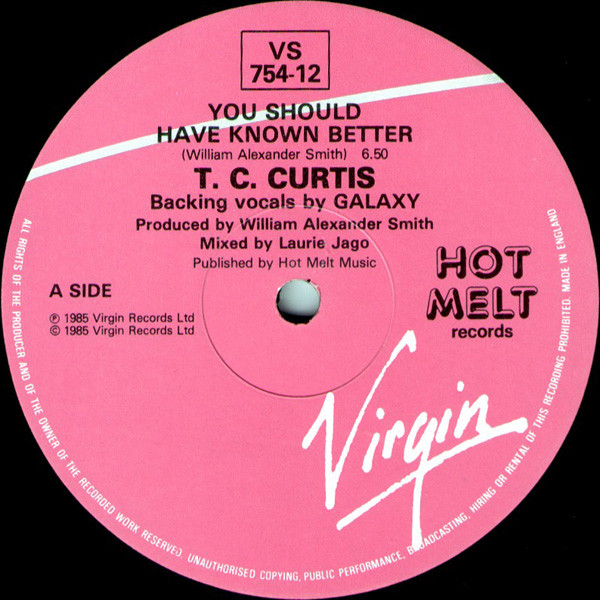 VS
754-12
YOU SHOULD
HAVE KNOWN BETTER
(William Alexander Smith) 6.50
T. C. CURTIS
Backing vocals by GALAXY
Produced by William Alexander Smith
Mixed by Laurie Jago
Published by Hot Melt Music
A SIDE
℗ 1985 Virgin Records Ltd
© 1985 Virgin Records Ltd
HOT
MELT
records
Virgin
ALL RIGHTS OF THE PRODUCER AND OF THE OWNER OF THE RECORDED WORK RESERVED. UNAUTHORISED COPYING, PUBLIC PERFORMANCE, BROADCASTING, HIRING OR RENTAL OF THIS RECORDING PROHIBITED. MADE IN ENGLAND